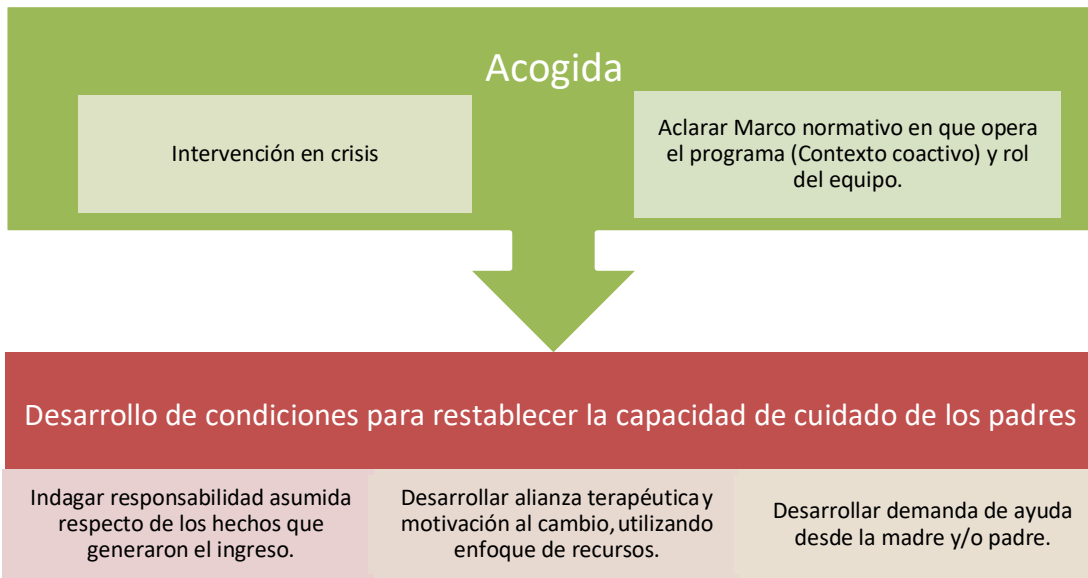 Acogida
Intervención en crisis
Aclarar Marco normativo en que opera
el programa (Contexto coactivo) y rol
del equipo.
Desarrollo de condiciones para restablecer la capacidad de cuidado de los padres
Indagar responsabilidad asumida
respecto de los hechos que
generaron el ingreso.
Desarrollar alianza terapéutica y
motivación al cambio, utilizando
enfoque de recursos.
Desarrollar demanda de ayuda
desde la madre y/o padre.